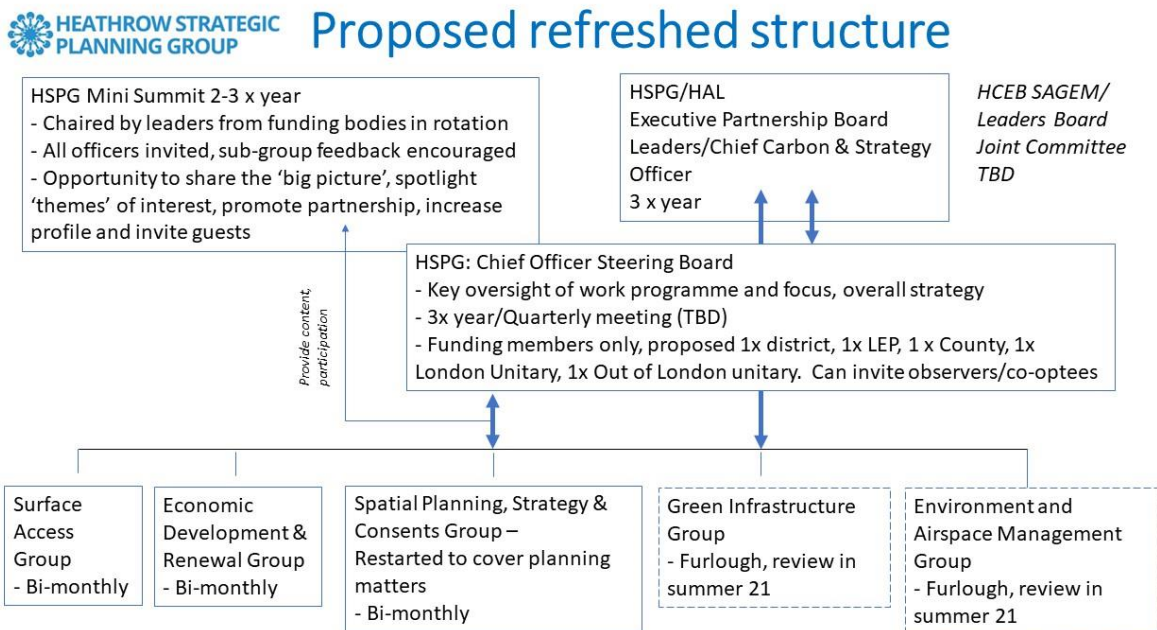 HEATHROW STRATEGIC
PLANNING GROUP
Proposed refreshed structure
HSPG Mini Summit 2-3 x year
- Chaired by leaders from funding bodies in rotation
- All officers invited, sub-group feedback encouraged
- Opportunity to share the ‘big picture’, spotlight
‘themes’ of interest, promote partnership, increase
profile and invite guests
HSPG/HAL
Executive Partnership Board
Leaders/Chief Carbon & Strategy
Officer
3 x year
HCEB SAGEM/
Leaders Board
Joint Committee
TBD
Provide content,
participation
HSPG: Chief Officer Steering Board
- Key oversight of work programme and focus, overall strategy
- 3x year/Quarterly meeting (TBD)
- Funding members only, proposed 1x district, 1x LEP, 1 x County, 1x
London Unitary, 1x Out of London unitary. Can invite observers/co-optees
Surface
Access
Group
- Bi-monthly
Economic
Development &
Renewal Group
- Bi-monthly
Spatial Planning, Strategy &
Consents Group –
Restarted to cover planning
matters
- Bi-monthly
Green Infrastructure
Group
- Furlough, review in
summer 21
Environment and
Airspace Management
Group
- Furlough, review in
summer 21